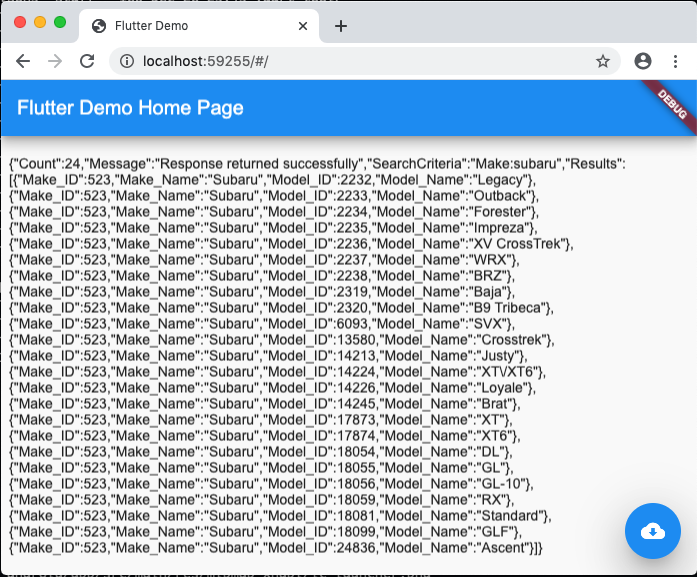 Flutter Demo
localhost:59255/#/
Flutter Demo Home Page
DEBUG
{"Count":24,"Message":"Response returned successfully","SearchCriteria":"Make:subaru","Results":
[{"Make_ID":523,"Make_Name":"Subaru","Model_ID":2232,"Model_Name":"Legacy"},
{"Make_ID":523,"Make_Name":"Subaru","Model_ID":2233,"Model_Name":"Outback"},
{"Make_ID":523,"Make_Name":"Subaru","Model_ID":2234,"Model_Name":"Forester"},
{"Make_ID":523,"Make_Name":"Subaru","Model_ID":2235,"Model_Name":"Impreza"},
{"Make_ID":523,"Make_Name":"Subaru","Model_ID":2236,"Model_Name":"XV CrossTrek"},
{"Make_ID":523,"Make_Name":"Subaru","Model_ID":2237,"Model_Name":"WRX"},
{"Make_ID":523,"Make_Name":"Subaru","Model_ID":2238,"Model_Name":"BRZ"},
{"Make_ID":523,"Make_Name":"Subaru","Model_ID":2319,"Model_Name":"Baja"},
{"Make_ID":523,"Make_Name":"Subaru","Model_ID":2320,"Model_Name":"B9 Tribeca"},
{"Make_ID":523,"Make_Name":"Subaru","Model_ID":6093,"Model_Name":"SVX"},
{"Make_ID":523,"Make_Name":"Subaru","Model_ID":13580,"Model_Name":"Crosstrek"},
{"Make_ID":523,"Make_Name":"Subaru","Model_ID":14213,"Model_Name":"Justy"},
{"Make_ID":523,"Make_Name":"Subaru","Model_ID":14224,"Model_Name":"XT\/XT6"},
{"Make_ID":523,"Make_Name":"Subaru","Model_ID":14226,"Model_Name":"Loyale"},
{"Make_ID":523,"Make_Name":"Subaru","Model_ID":14245,"Model_Name":"Brat"},
{"Make_ID":523,"Make_Name":"Subaru","Model_ID":17873,"Model_Name":"XT"},
{"Make_ID":523,"Make_Name":"Subaru","Model_ID":17874,"Model_Name":"XT6"},
{"Make_ID":523,"Make_Name":"Subaru","Model_ID":18054,"Model_Name":"DL"},
{"Make_ID":523,"Make_Name":"Subaru","Model_ID":18055,"Model_Name":"GL"},
{"Make_ID":523,"Make_Name":"Subaru","Model_ID":18056,"Model_Name":"GL-10"},
{"Make_ID":523,"Make_Name":"Subaru","Model_ID":18059,"Model_Name":"RX"},
{"Make_ID":523,"Make_Name":"Subaru","Model_ID":18081,"Model_Name":"Standard"},
{"Make_ID":523,"Make_Name":"Subaru","Model_ID":18099,"Model_Name":"GLF"},
{"Make_ID":523,"Make_Name":"Subaru","Model_ID":24836,"Model_Name":"Ascent"}]}